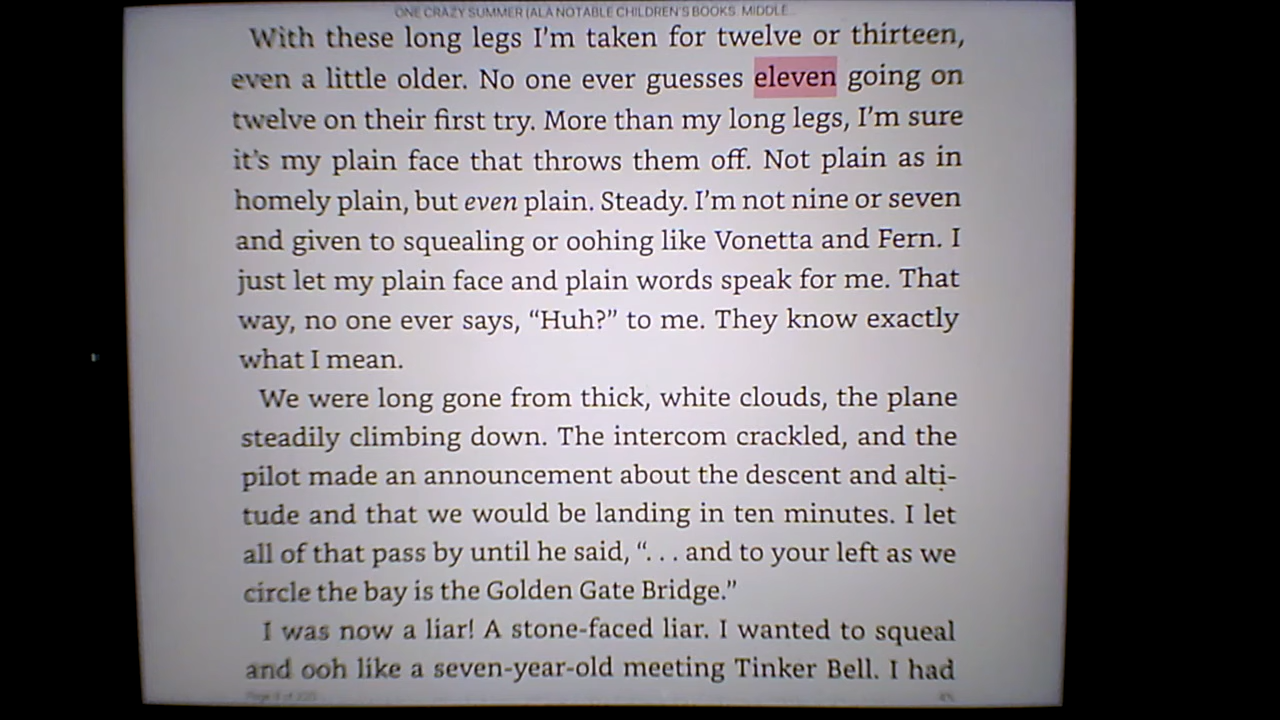 ONE CRAZY SUMMER (ALA NOTABLE CHILDREN'S BOOKS. MIDDLE...
With these long legs I'm taken for twelve or thirteen,
even a little older. No one ever guesses eleven going on
twelve on their first try. More than my long legs, I'm sure
it's my plain face that throws them off. Not plain as in
homely plain, but even plain. Steady. I'm not nine or seven
and given to squealing or oohing like Vonetta and Fern. I
just let my plain face and plain words speak for me. That
way, no one ever says, “Huh?” to me. They know exactly
what I mean.
We were long gone from thick, white clouds, the plane
steadily climbing down. The intercom crackled, and the
pilot made an announcement about the descent and alti-
tude and that we would be landing in ten minutes. I let
all of that pass by until he said, “. . . and to your left as we
circle the bay is the Golden Gate Bridge.”
I was now a liar! A stone-faced liar. I wanted to squeal
and ooh like a seven-year-old meeting Tinker Bell. I had